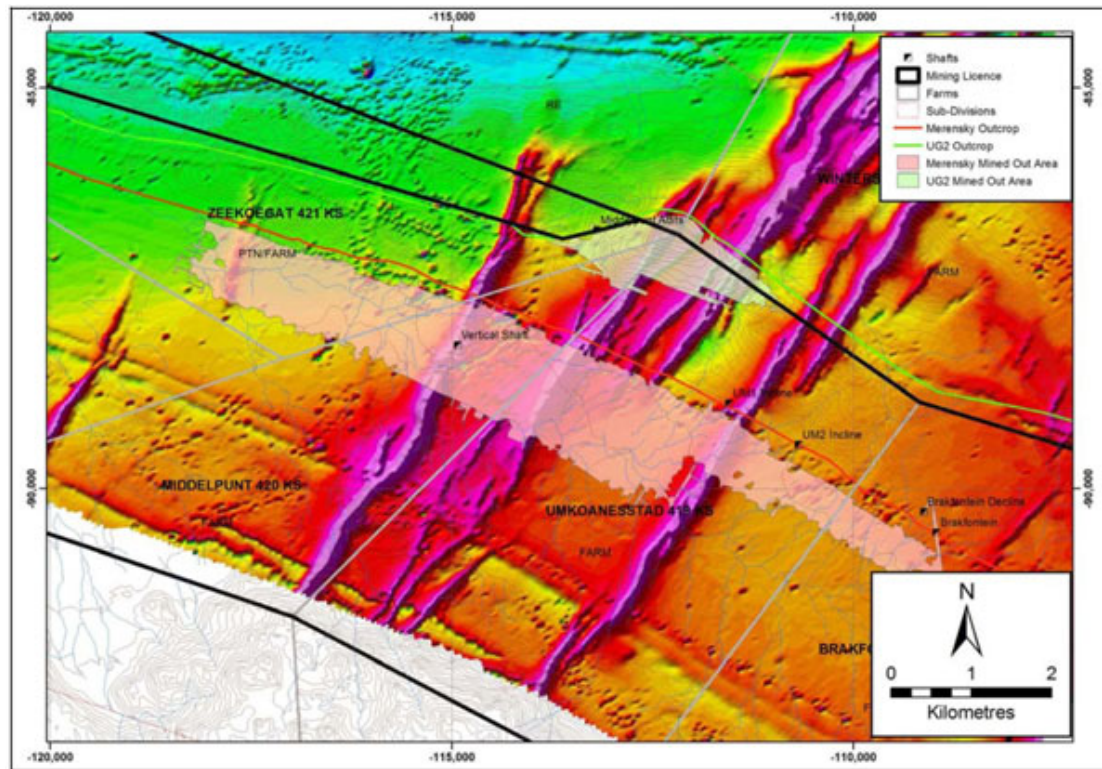 -120,000
-115,000
-110,000
-85,000
-85,000
Shafts
Mining Licence
Farms
Sub-Divisions
Merensky Outcrop
UG2 Outcrop
Merensky Mined Out Area
UG2 Mined Out Area
RE
ZEEKOEGAT 421 KS
PTN/FARM
FARM
Vertical Shaft
UM2 Incline
-90,000
-90,000
MIDDELPUNT 420 KS
FARM
UMKOANESSTAD 419 KS
FARM
Brakfontein Decline
Brakfontein
N
0 1 2
Kilometres
-120,000
-115,000
-110,000